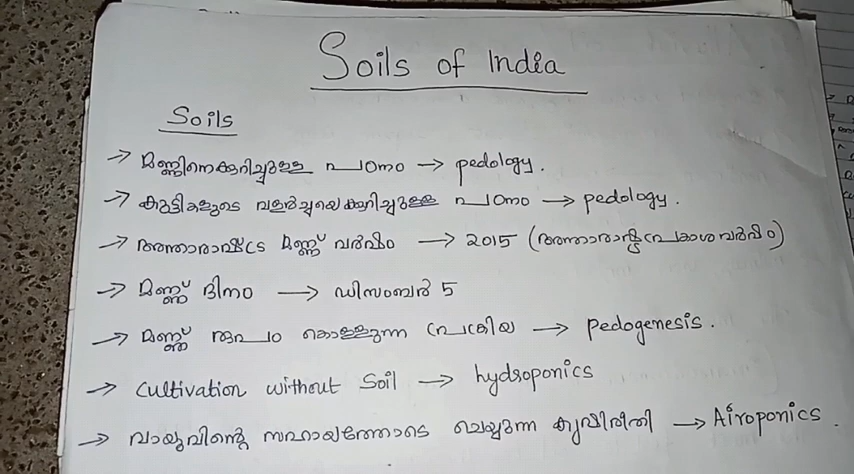 Soils of India
Soils
→ മണ്ണിനെക്കുറിച്ചുള്ള പഠനം → pedology.
→ കുട്ടികളുടെ വളർച്ചയെക്കുറിച്ചുള്ള പഠനം → pedology.
→ അന്താരാഷ്ട്ര മണ്ണ് വർഷം → 2015 (അന്താരാഷ്ട്ര പ്രകാശവർഷം)
→ മണ്ണ് ദിനം → ഡിസംബർ 5
→ മണ്ണ് രൂപം കൊള്ളുന്ന പ്രക്രിയ → Pedogenesis.
→ Cultivation without Soil → hydroponics
→ വായുവിന്റെ സഹായത്തോടെ ചെയ്യുന്ന കൃഷിരീതി → Airoponics.